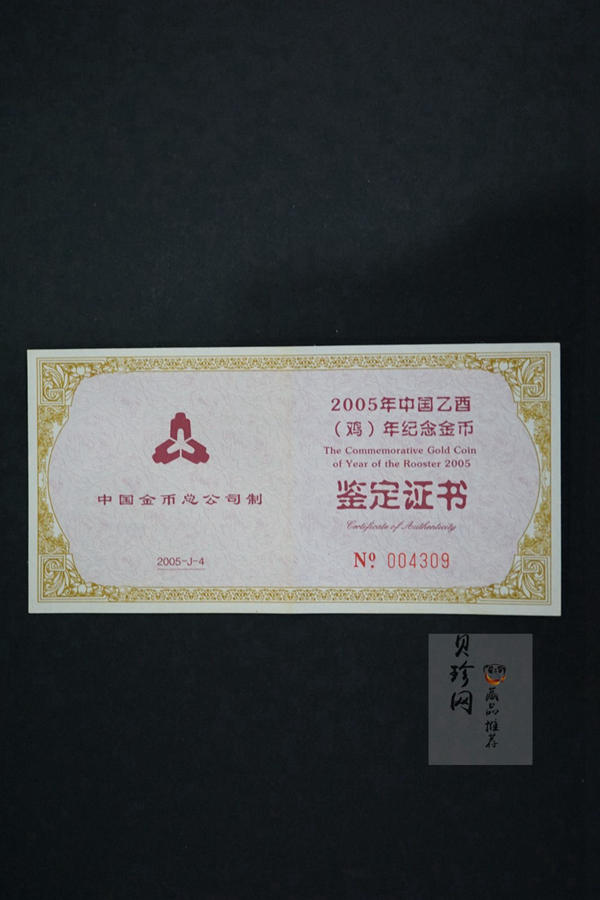 中国金币总公司制
2005-J-4
2005年中国乙酉
（鸡）年纪念金币
The Commemorative Gold Coin
of Year of the Rooster 2005
鉴定证书
Certificate of Authenticity
Nº 004309
贝珍网
藏品推荐